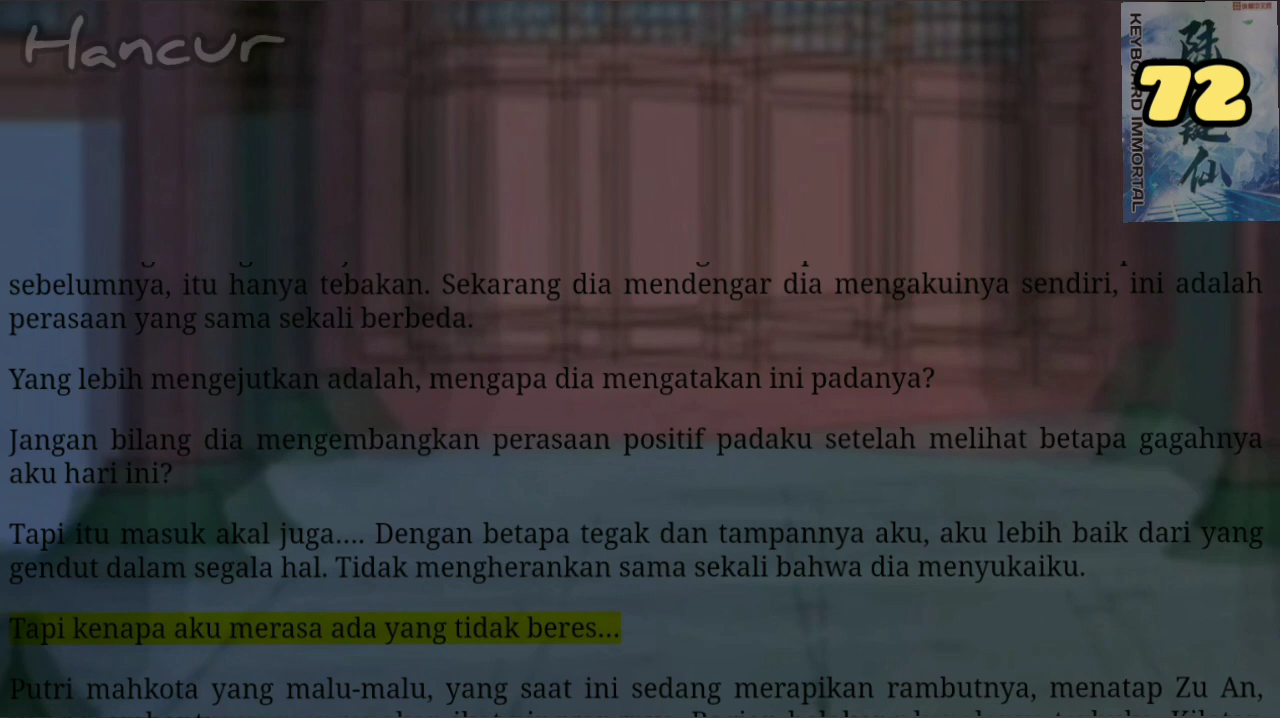 Hancur
KEYBOARD IMMORTAL
72
仙
sebelumnya, itu hanya tebakan. Sekarang dia mendengar dia mengakuinya sendiri, ini adalah
perasaan yang sama sekali berbeda.
Yang lebih mengejutkan adalah, mengapa dia mengatakan ini padanya?
Jangan bilang dia mengembangkan perasaan positif padaku setelah melihat betapa gagahnya
aku hari ini?
Tapi itu masuk akal juga.... Dengan betapa tegak dan tampannya aku, aku lebih baik dari yang
gendut dalam segala hal. Tidak mengherankan sama sekali bahwa dia menyukaiku.
Tapi kenapa aku merasa ada yang tidak beres...
Putri mahkota yang malu-malu, yang saat ini sedang merapikan rambutnya, menatap Zu An,